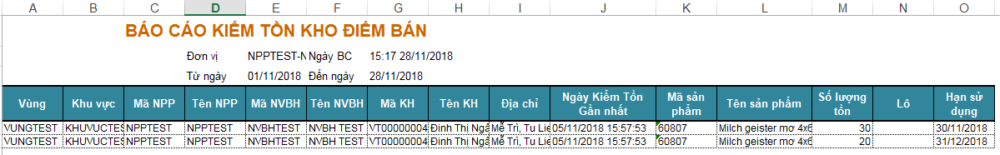 A B C D E F G H I J K L M N O
BÁO CÁO KIỂM TỒN KHO ĐIỂM BÁN
Đơn vị NPPTEST-N Ngày BC 15:17 28/11/2018
Từ ngày 01/11/2018 Đến ngày 28/11/2018
Vùng Khu vực Mã NPP Tên NPP Mã NVBH Tên NVBH Mã KH Tên KH Địa chỉ Ngày Kiểm Tồn Gần nhất Mã sản phẩm Tên sản phẩm Số lượng tồn Lô Hạn sử dụng
VUNGTEST KHUVUCTES NPPTEST NPPTEST NVBHTEST NVBH TEST VT00000004 Đinh Thị Ngâ Mễ Trì, Tu Liê 05/11/2018 15:57:53 60807 Milch geister mơ 4x6 30 30/11/2018
VUNGTEST KHUVUCTES NPPTEST NPPTEST NVBHTEST NVBH TEST VT00000004 Đinh Thị Ngâ Mễ Trì, Tu Liê 05/11/2018 15:57:53 60807 Milch geister mơ 4x6 20 31/12/2018